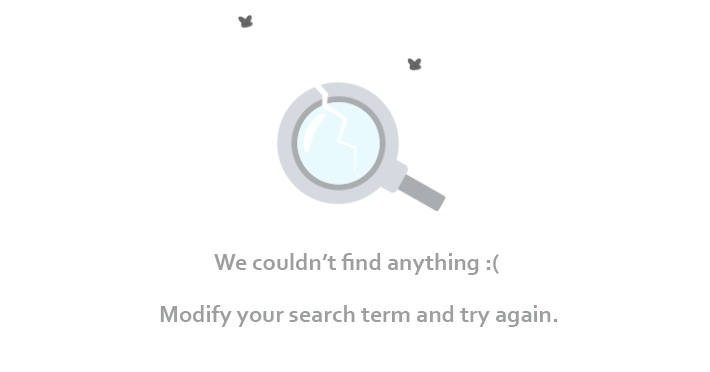 We couldn’t find anything :(
Modify your search term and try again.